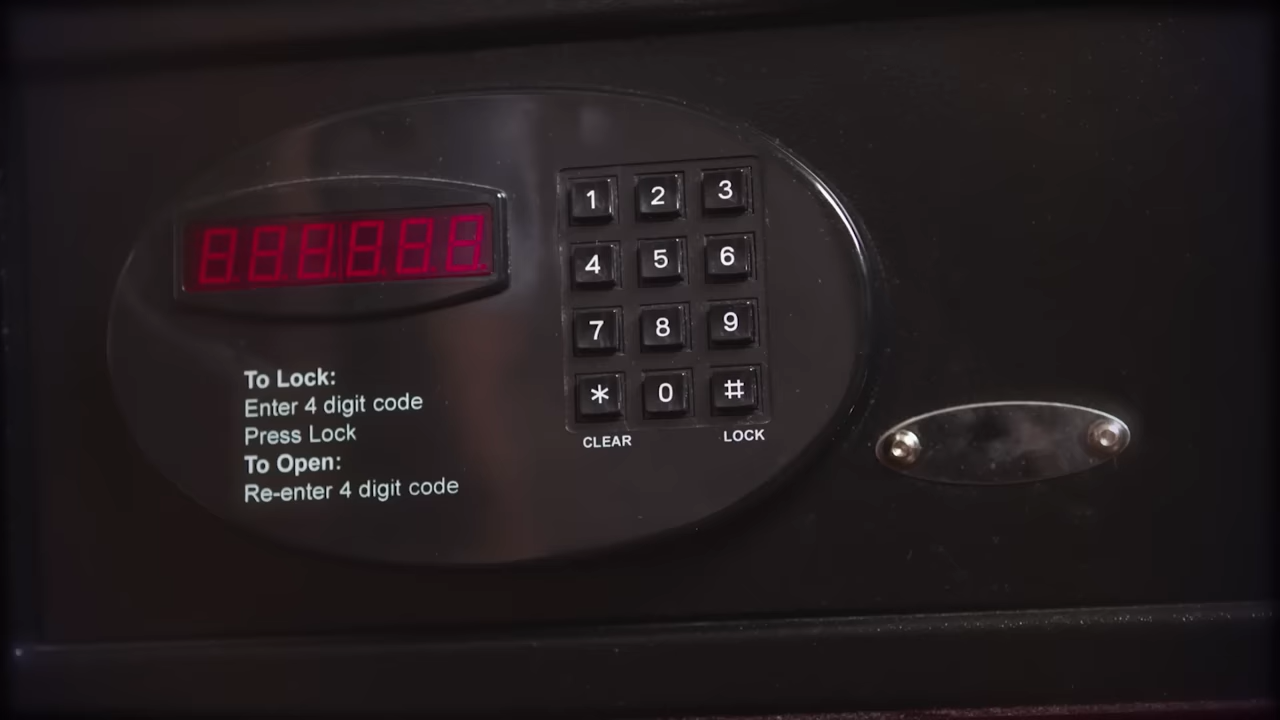 888888
1 2 3
4 5 6
7 8 9
* 0 #
CLEAR LOCK
To Lock:
Enter 4 digit code
Press Lock
To Open:
Re-enter 4 digit code